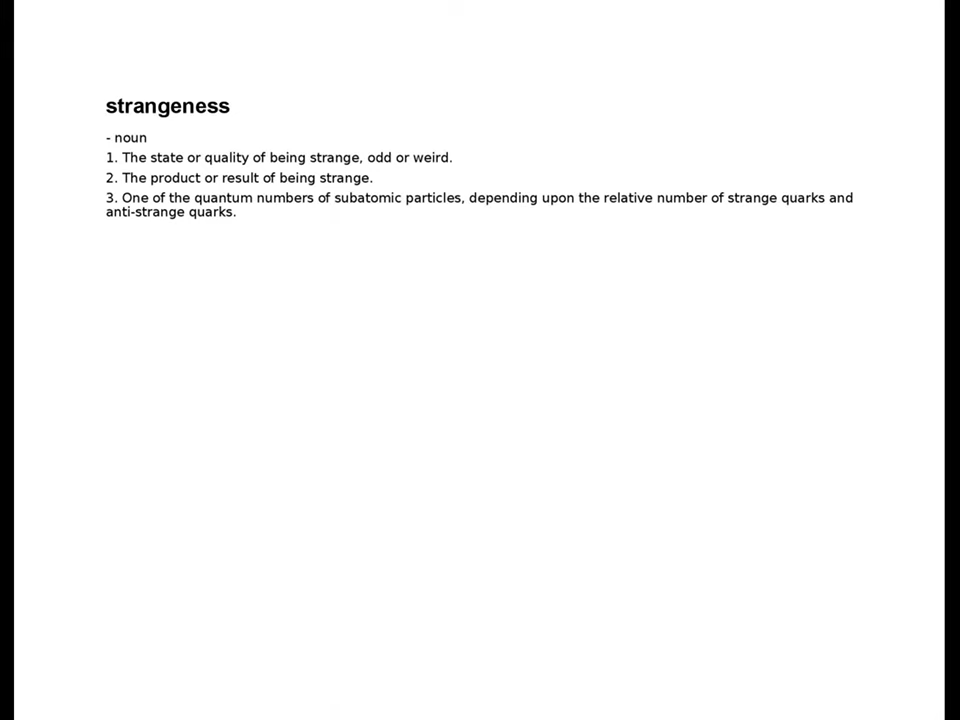 strangeness
- noun
1. The state or quality of being strange, odd or weird.
2. The product or result of being strange.
3. One of the quantum numbers of subatomic particles, depending upon the relative number of strange quarks and
anti-strange quarks.